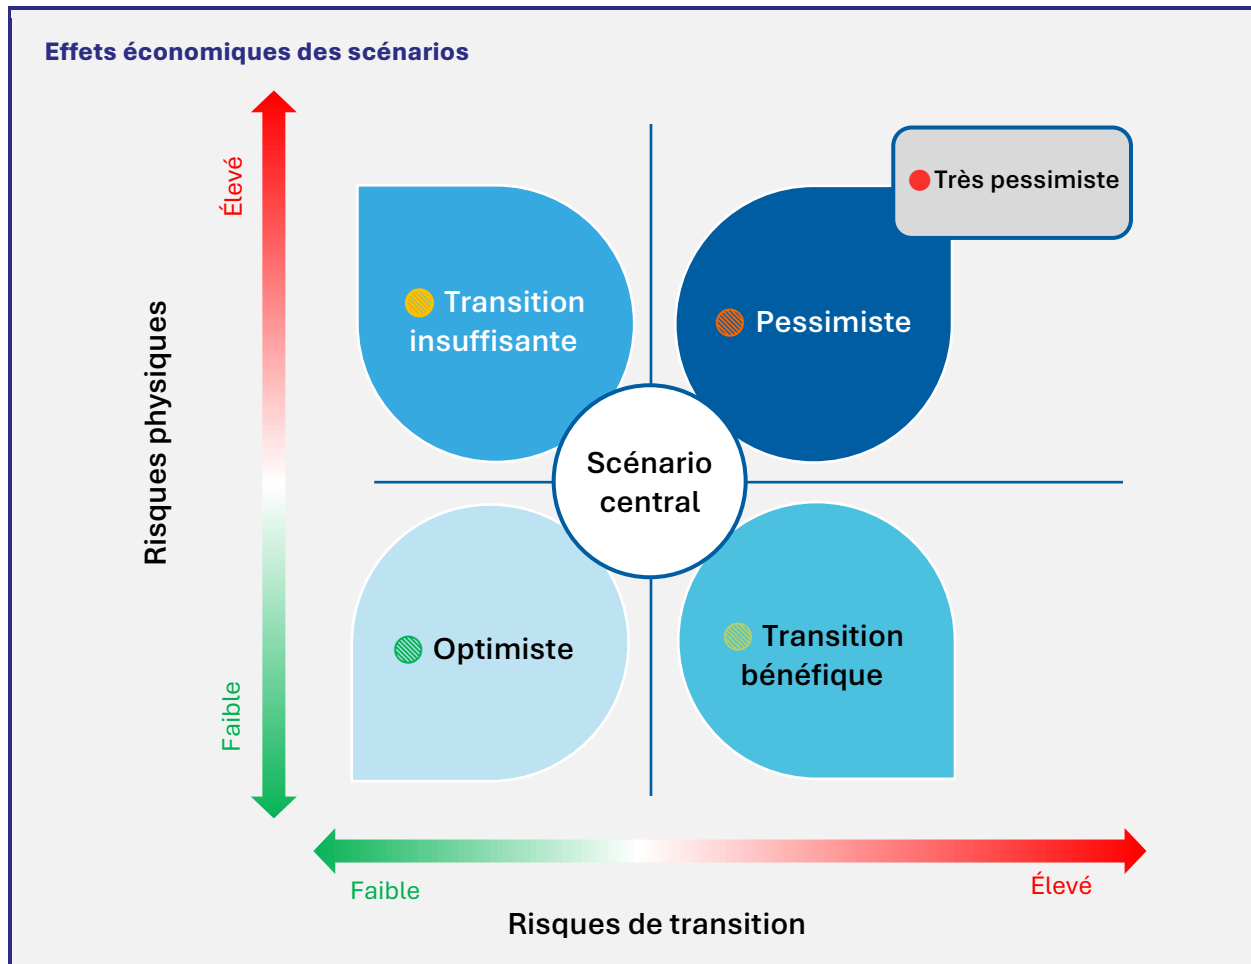 Effets économiques des scénarios
Élevé
Très pessimiste
Transition
insuffisante
Pessimiste
Risques physiques
Scénario
central
Optimiste
Transition
bénéfique
Faible
Faible
Élevé
Risques de transition